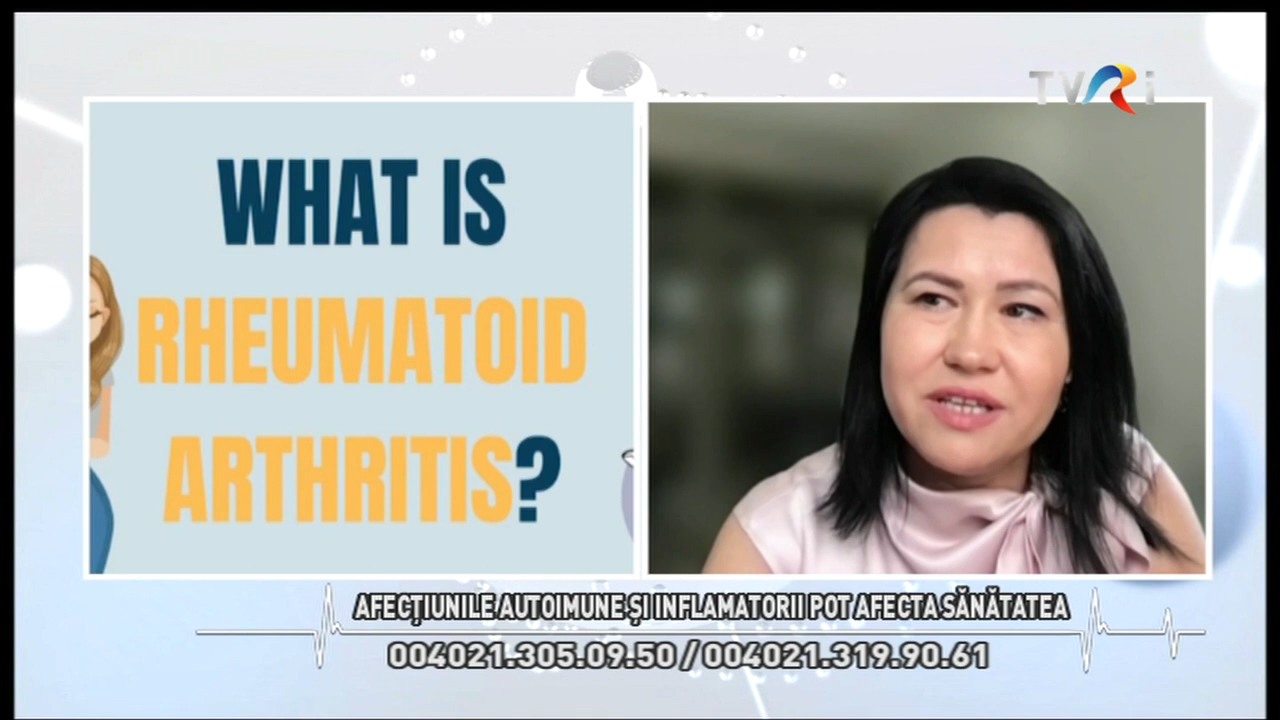 TVRi
WHAT IS
RHEUMATOID
ARTHRITIS?
AFECȚIUNILE AUTOIMUNE ȘI INFLAMATORII POT AFECTA SĂNĂTATEA
004021.305.09.50 / 004021.319.90.61